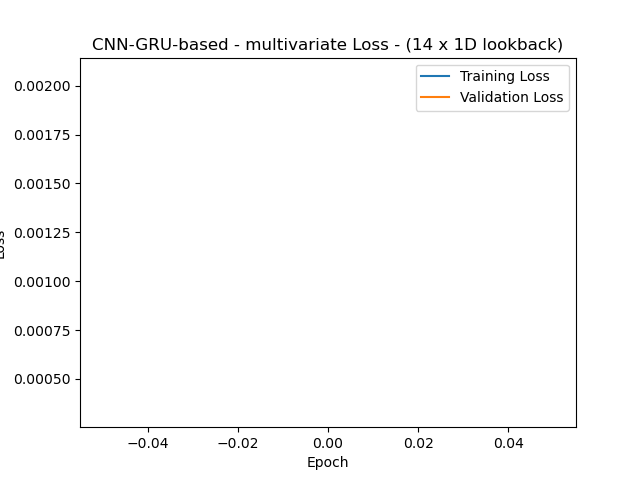 CNN-GRU-based - multivariate Loss - (14 x 1D lookback)
Training Loss
Validation Loss
0.00200
0.00175
0.00150
0.00125
0.00100
0.00075
0.00050
Loss
−0.04
−0.02
0.00
0.02
0.04
Epoch